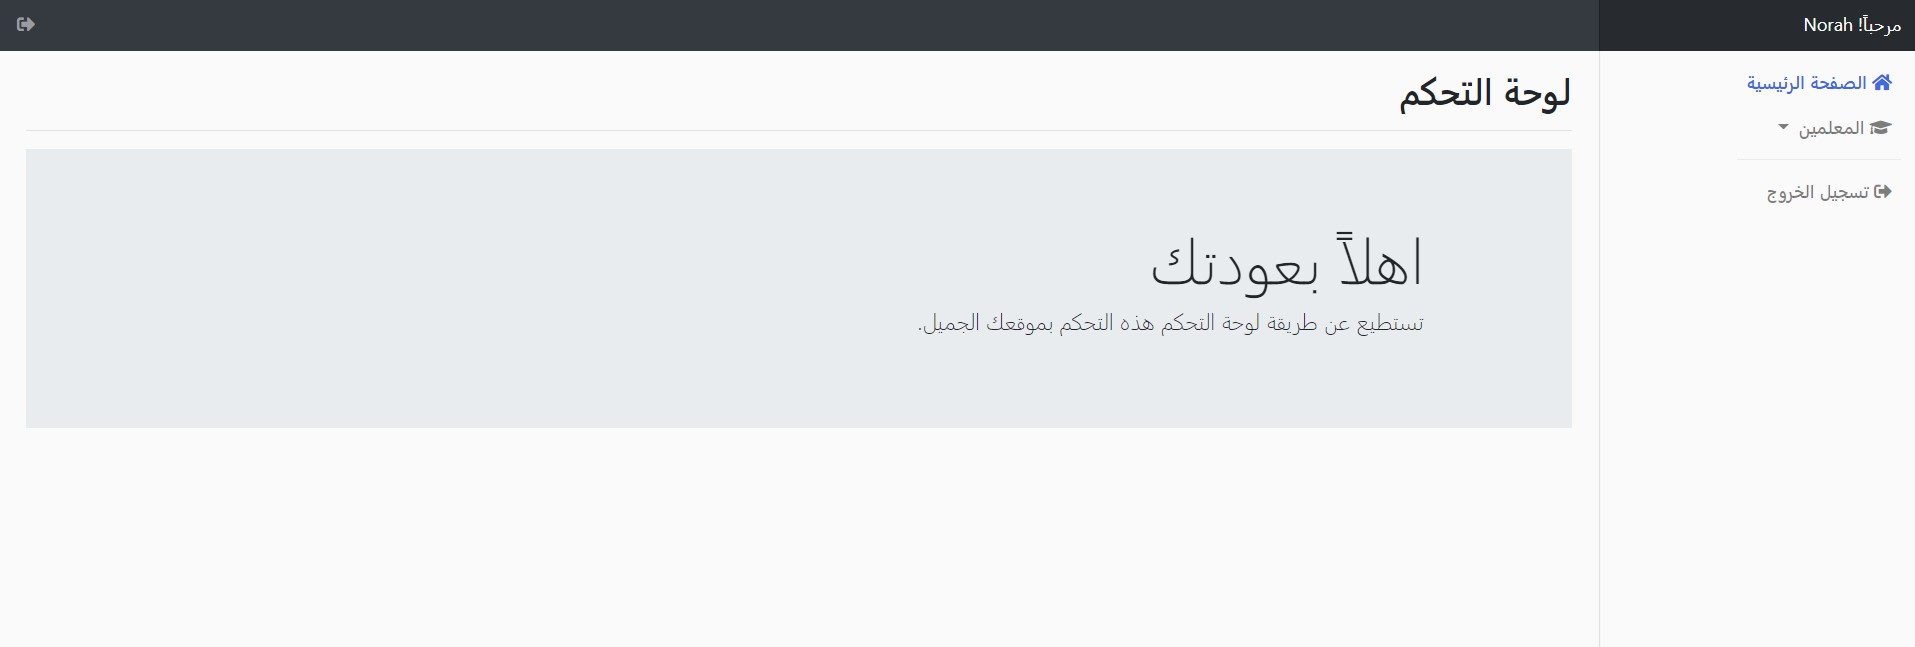 مرحباً! Norah
الصفحة الرئيسية
المعلمين
تسجيل الخروج
لوحة التحكم
اهلاً بعودتك
تستطيع عن طريقة لوحة التحكم هذه التحكم بموقعك الجميل.